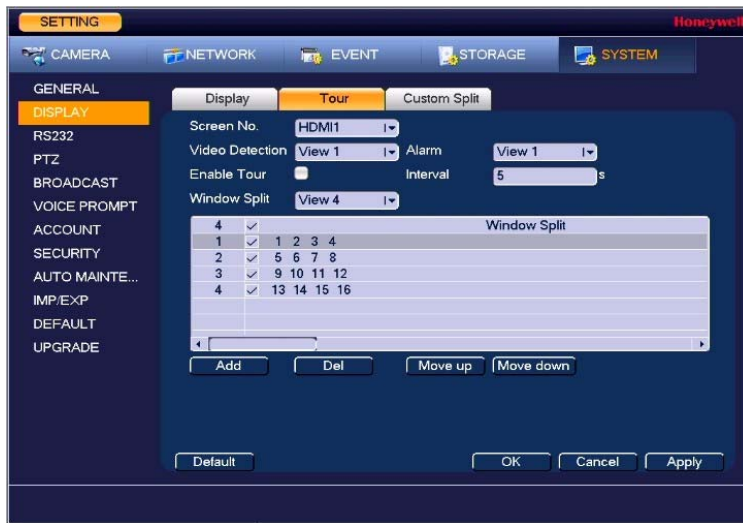 SETTING Honeywell
CAMERA NETWORK EVENT STORAGE SYSTEM
GENERAL
DISPLAY
RS232
PTZ
BROADCAST
VOICE PROMPT
ACCOUNT
SECURITY
AUTO MAINTE...
IMP/EXP
DEFAULT
UPGRADE
Display Tour Custom Split
Screen No. HDMI1
Video Detection View 1 Alarm View 1
Enable Tour Interval 5 s
Window Split View 4
4 Window Split
1 1 2 3 4
2 5 6 7 8
3 9 10 11 12
4 13 14 15 16
Add Del Move up Move down
Default OK Cancel Apply